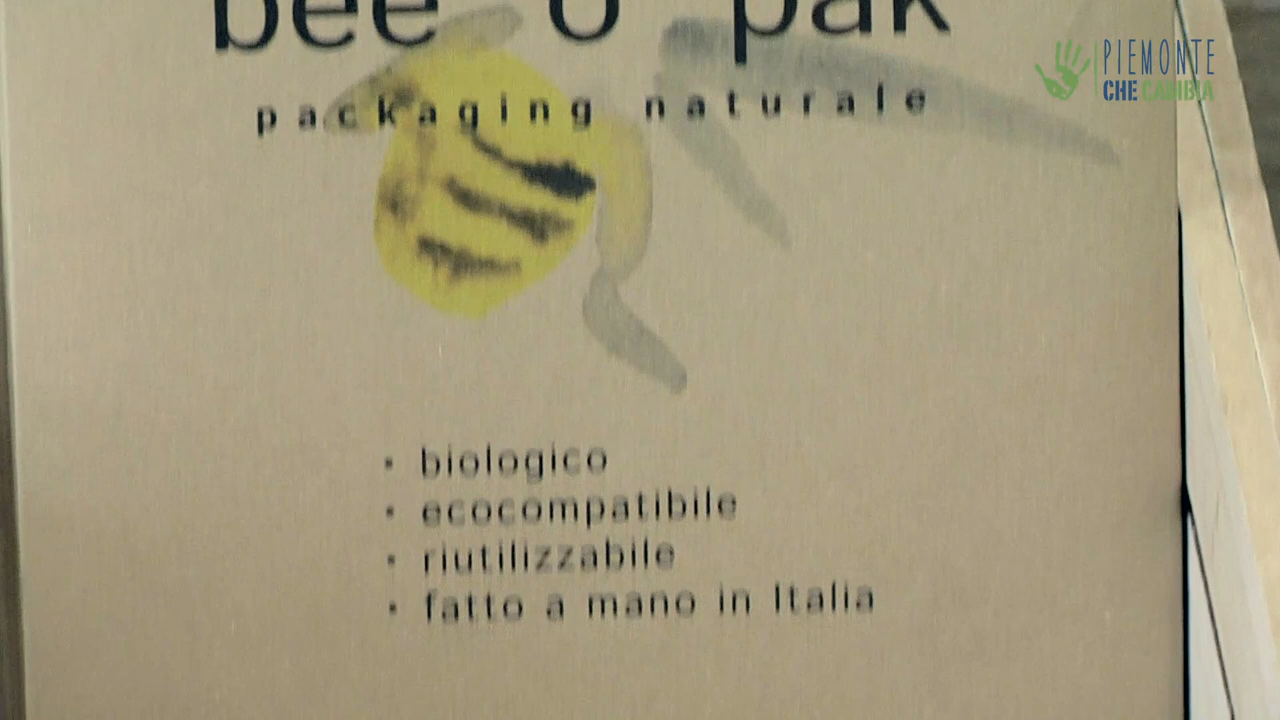 bee o pak
packaging naturale
• biologico
• ecocompatibile
• riutilizzabile
• fatto a mano in Italia
PIEMONTE
CHE CAMBIA